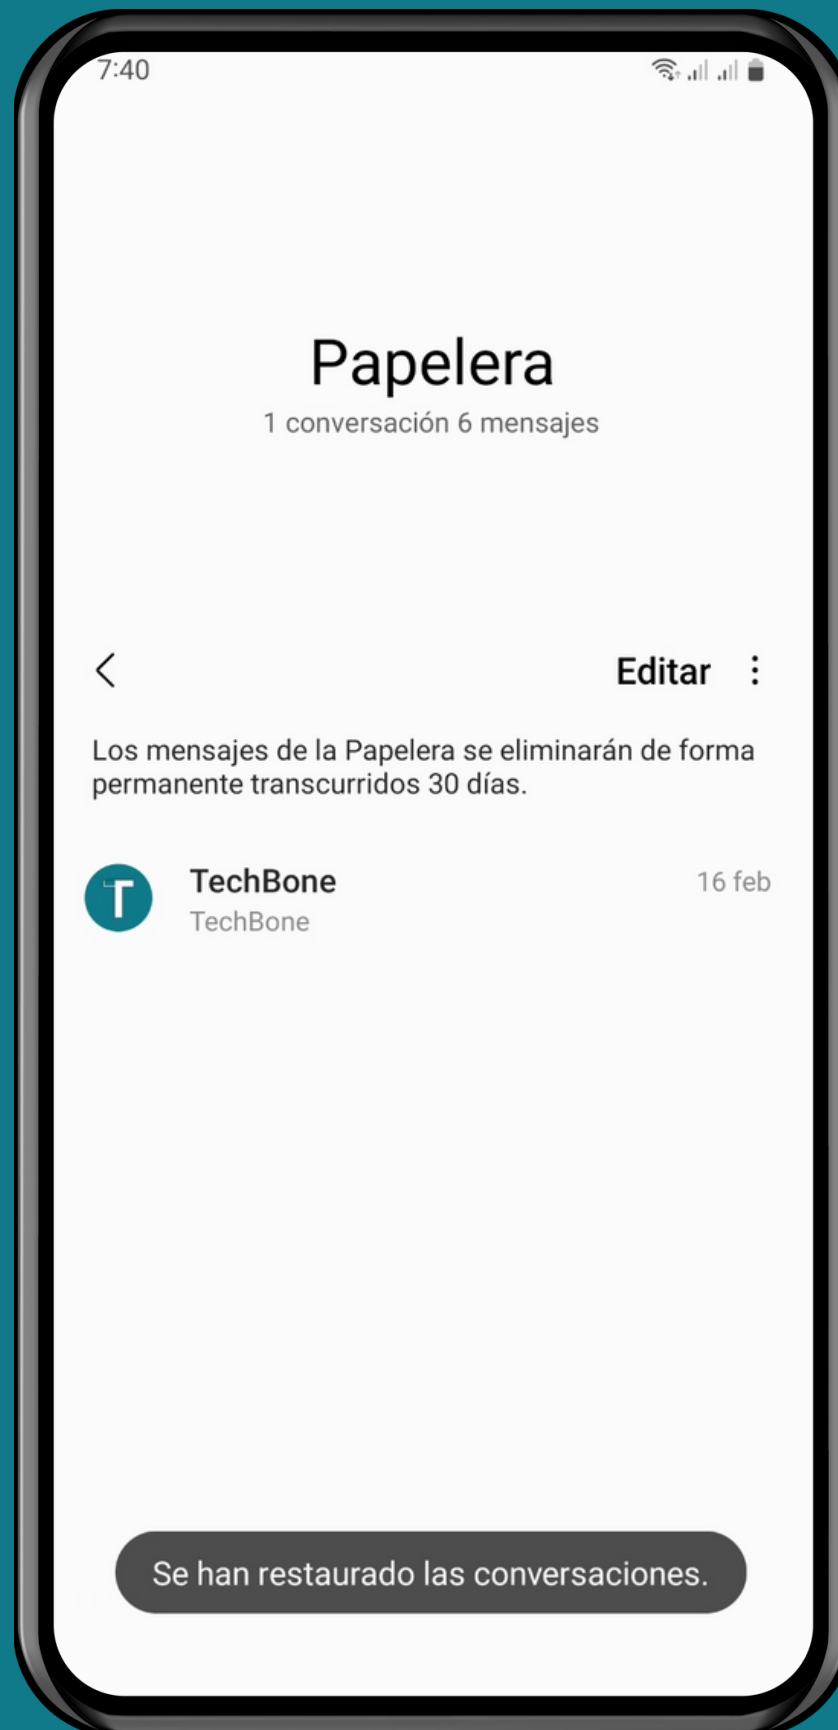 7:40
Papelera
1 conversación 6 mensajes
Editar
Los mensajes de la Papelera se eliminarán de forma
permanente transcurridos 30 días.
T
TechBone
16 feb
TechBone
Se han restaurado las conversaciones.